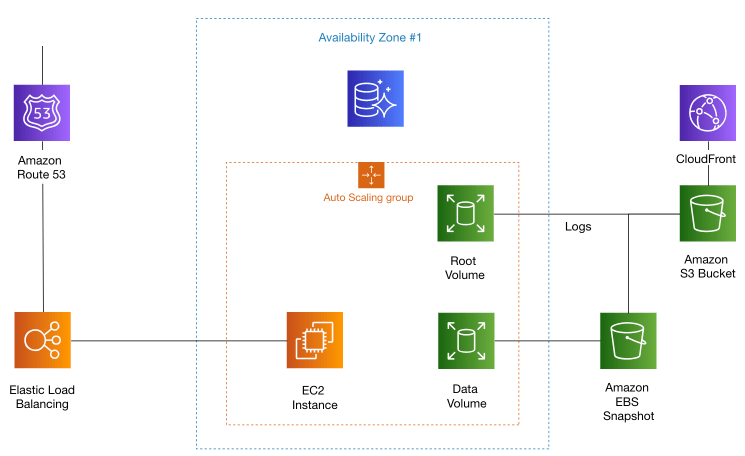 Availability Zone #1
53
Amazon
Route 53
CloudFront
Auto Scaling group
Root
Volume
Logs
Amazon
S3 Bucket
Elastic Load
Balancing
EC2
Instance
Data
Volume
Amazon
EBS
Snapshot